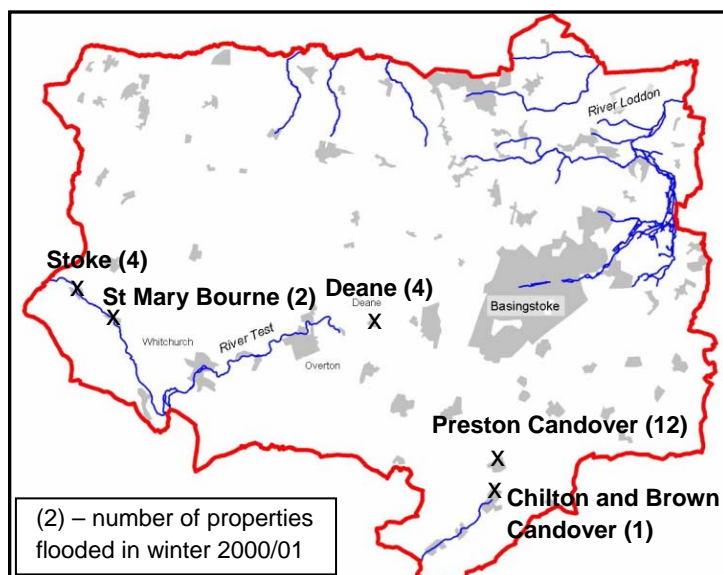 River Loddon
Stoke (4)
St Mary Bourne (2)
Deane (4)
Deane
Basingstoke
Whitchurch
River Test
Overton
Preston Candover (12)
X
X
X
X
X
Chilton and Brown
Candover (1)
(2) – number of properties
flooded in winter 2000/01